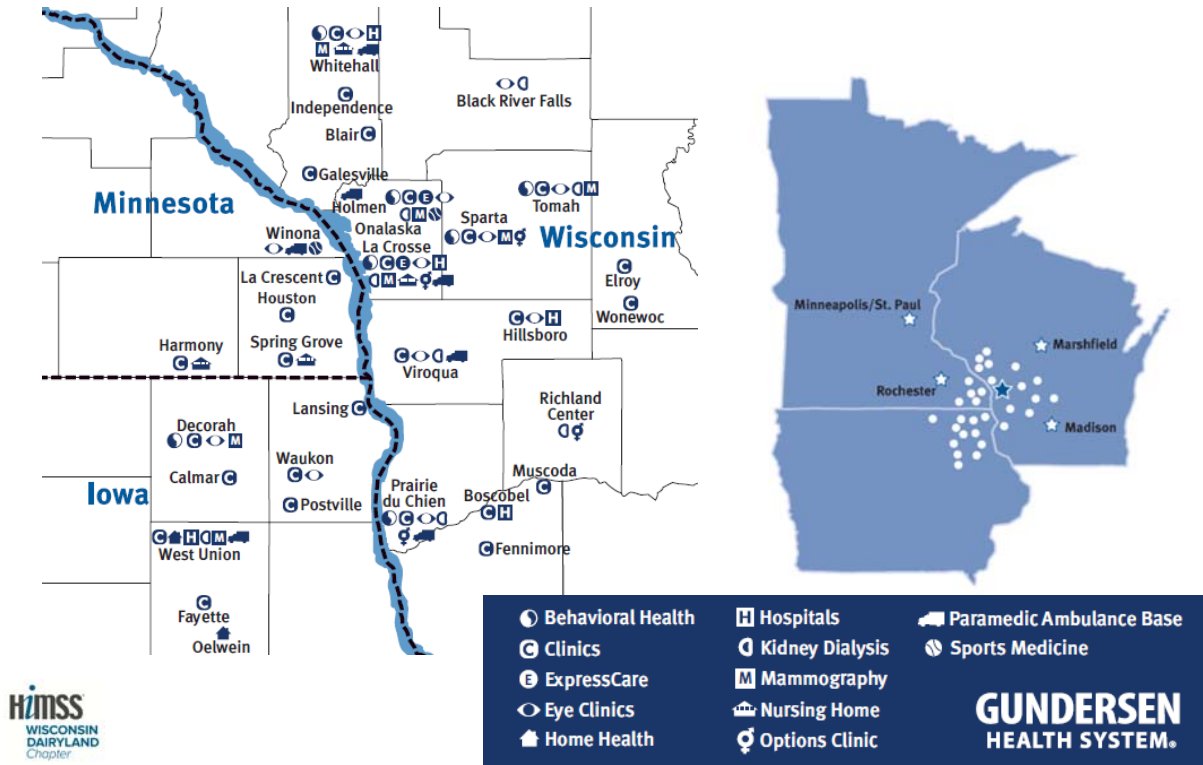 Whitehall
Independence
Blair
Black River Falls
Galesville
Minnesota
Holmen
Onalaska
La Crosse
Sparta
Tomah
Wisconsin
Winona
La Crescent
Houston
Elroy
Wonewoc
Harmony
Spring Grove
Hillsboro
Viroqua
Lansing
Richland
Center
Decorah
Calmar
Waukon
Iowa
Postville
Prairie
du Chien
Muscoda
Boscobel
Fennimore
West Union
Fayette
Oelwein
Minneapolis/St. Paul
Marshfield
Rochester
Madison
Behavioral Health
C Clinics
E ExpressCare
Eye Clinics
Home Health
H Hospitals
Kidney Dialysis
M Mammography
Nursing Home
Options Clinic
Paramedic Ambulance Base
Sports Medicine
GUNDERSEN
HEALTH SYSTEM®
HiMSS
WISCONSIN
DAIRYLAND
Chapter